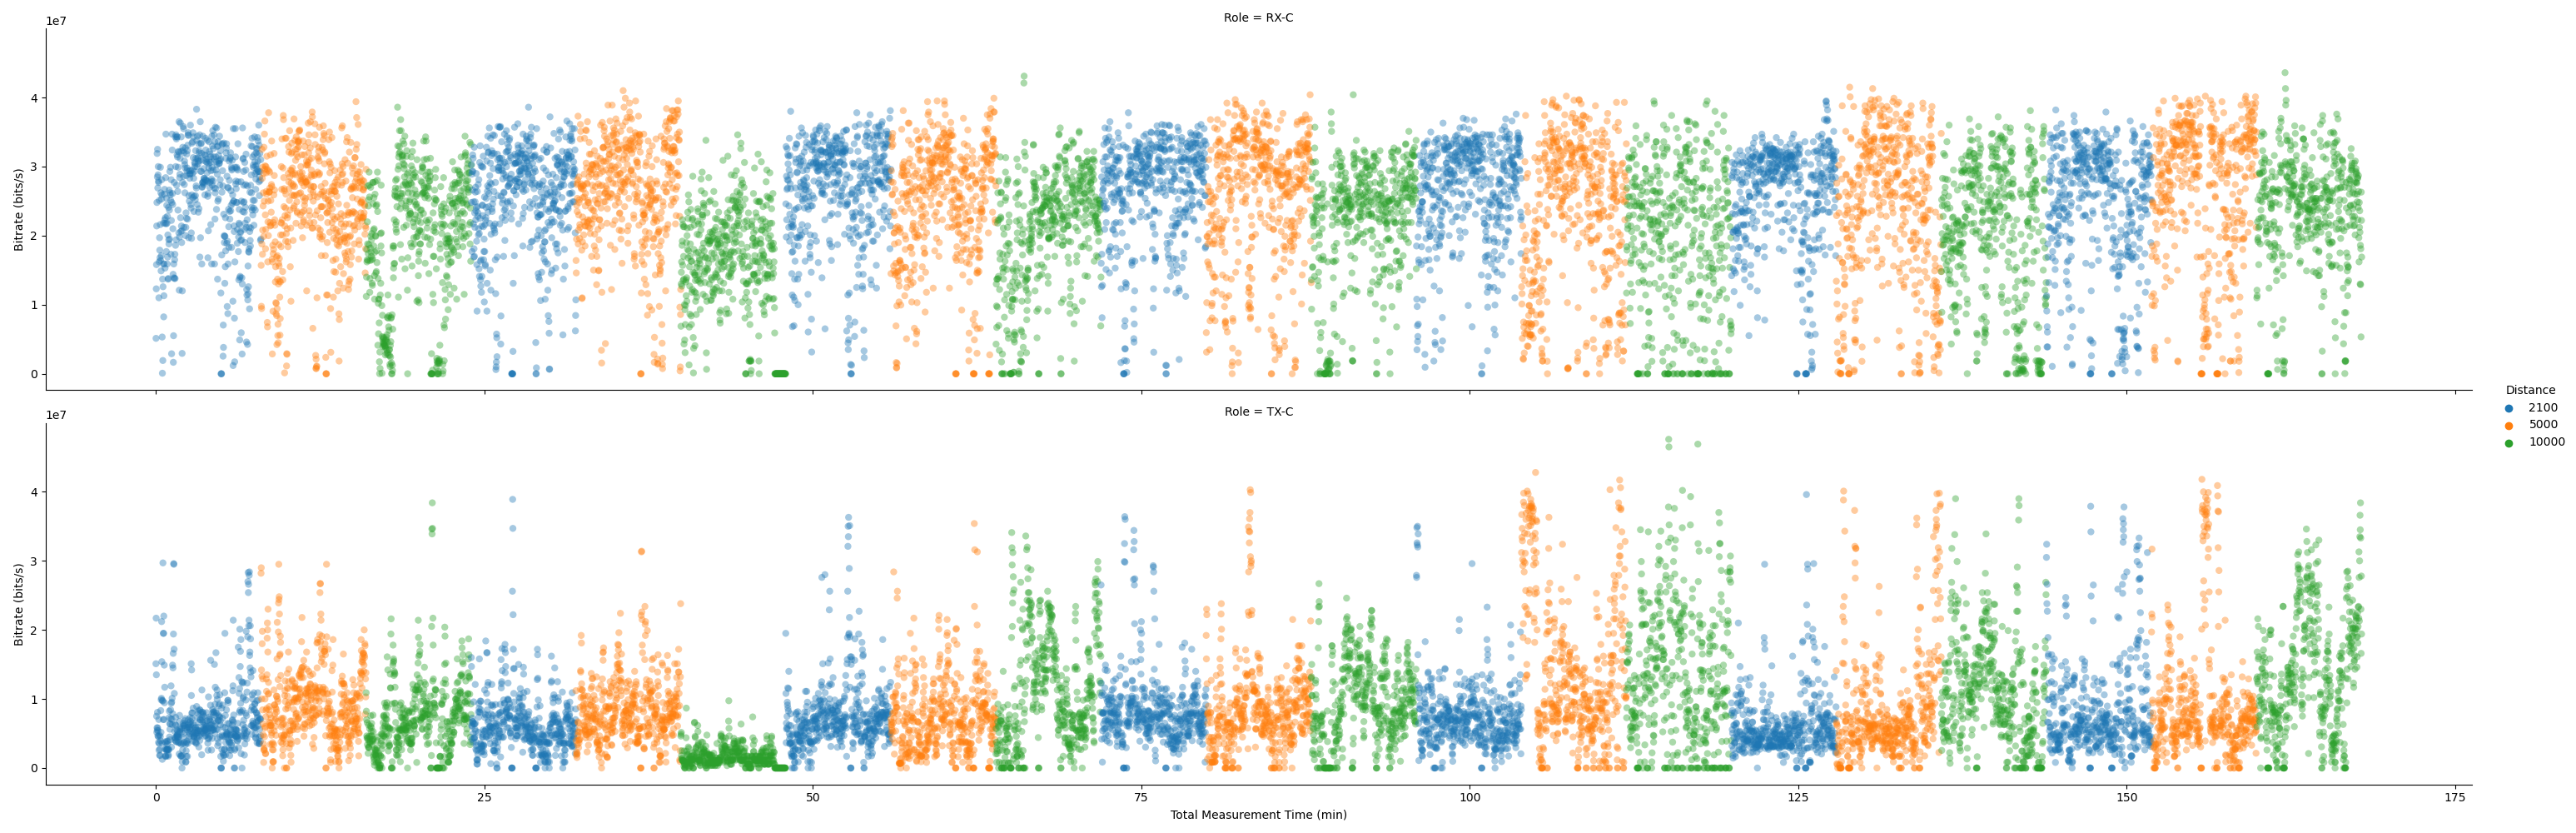 Role = RX-C
1e7
4
3
2
1
0
Bitrate (bits/s)
Role = TX-C
1e7
4
3
2
1
0
Bitrate (bits/s)
0 25 50 75 100 125 150 175
Total Measurement Time (min)
Distance
2100
5000
10000